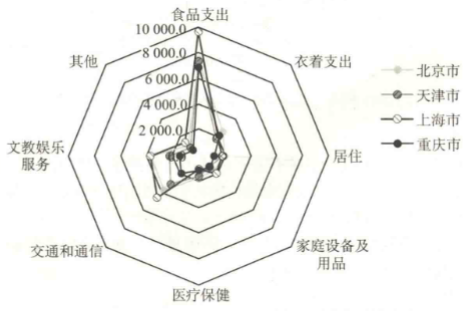 食品支出
10 000.0
8 000.0
6 000.0
4 000.0
2 000.0
其他
衣着支出
文教娱乐
服务
居住
交通和通信
家庭设备及
用品
医疗保健
北京市
天津市
上海市
重庆市